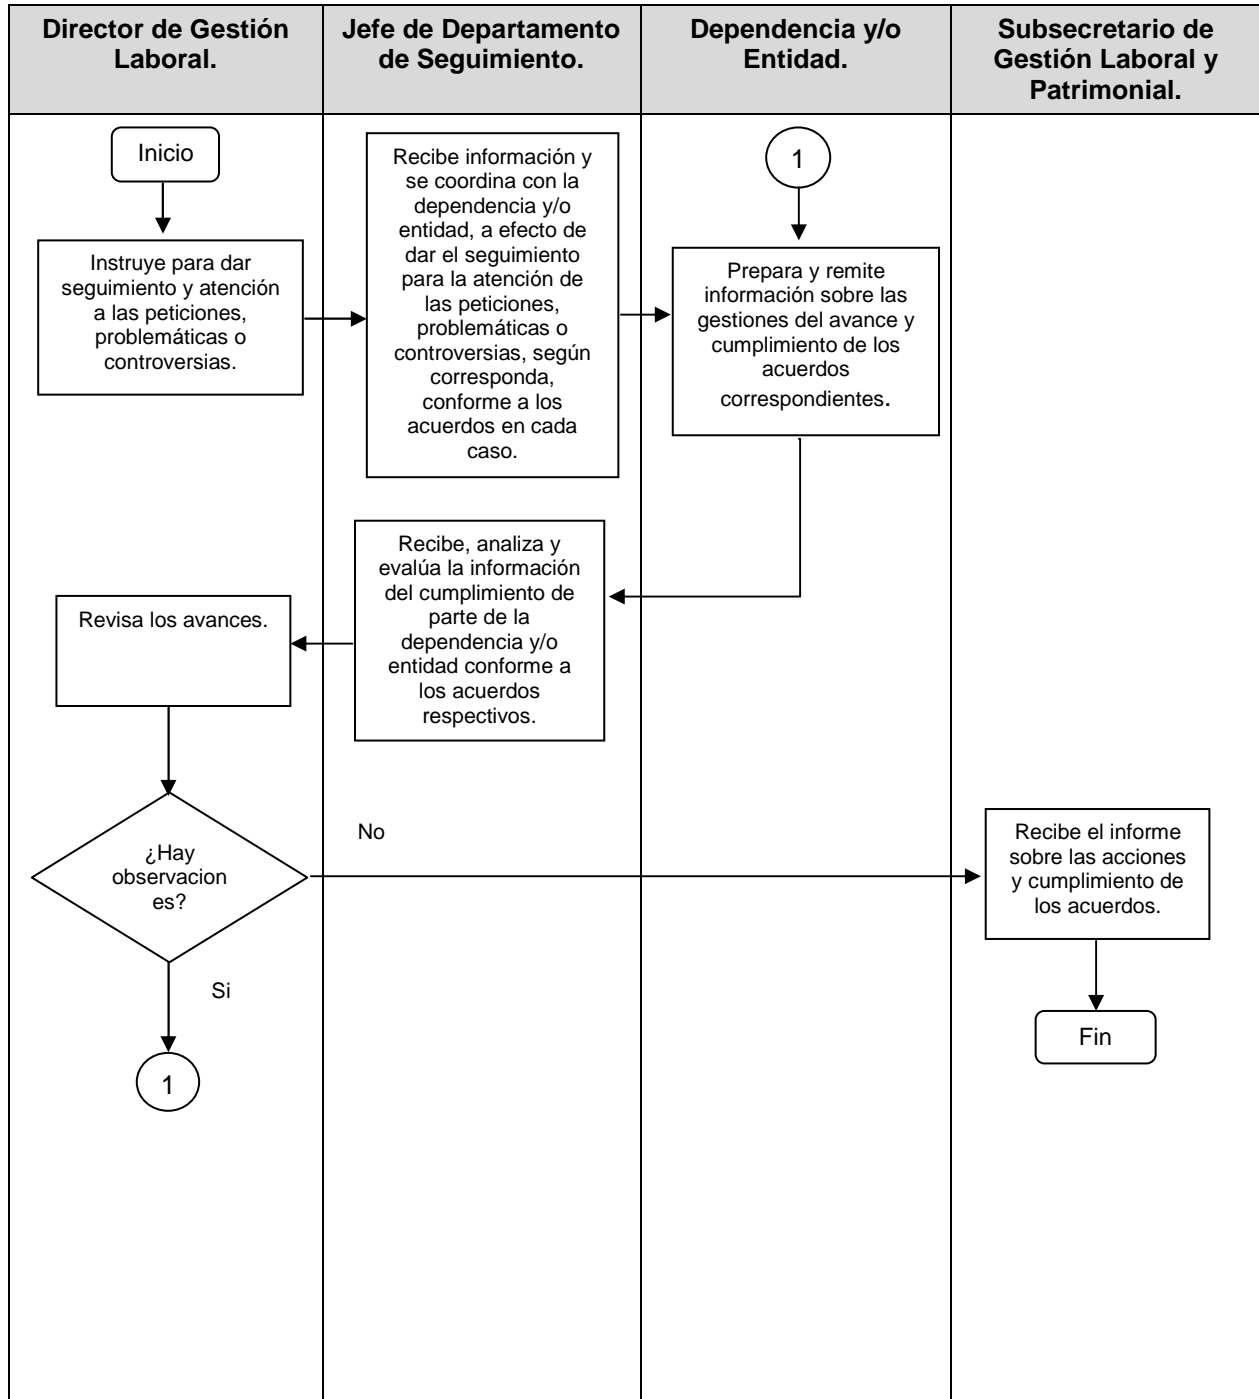 Director de Gestión
Laboral.
Jefe de Departamento
de Seguimiento.
Dependencia y/o
Entidad.
Subsecretario de
Gestión Laboral y
Patrimonial.
Inicio
Instruye para dar
seguimiento y atención
a las peticiones,
problemáticas o
controversias.
Recibe información y
se coordina con la
dependencia y/o
entidad, a efecto de
dar el seguimiento
para la atención de
las peticiones,
problemáticas o
controversias, según
corresponda,
conforme a los
acuerdos en cada
caso.
1
Prepara y remite
información sobre las
gestiones del avance y
cumplimiento de los
acuerdos
correspondientes.
Recibe, analiza y
evalúa la información
del cumplimiento de
parte de la
dependencia y/o
entidad conforme a
los acuerdos
respectivos.
Revisa los avances.
¿Hay
observacion
es?
No
Si
1
Recibe el informe
sobre las acciones
y cumplimiento de
los acuerdos.
Fin